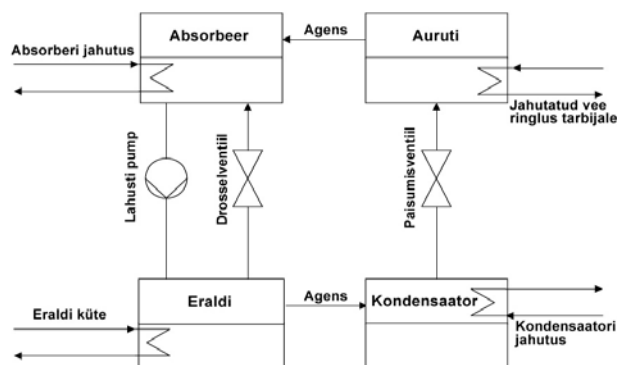 Absorbeer
Agens
Auruti
Absorberi jahutus
Jahutatud vee
ringlus tarbijale
Lahusti pump
Drosselventiil
Paisumisventiil
Eraldi
Agens
Kondensaator
Eraldi küte
Kondensaatori
jahutus